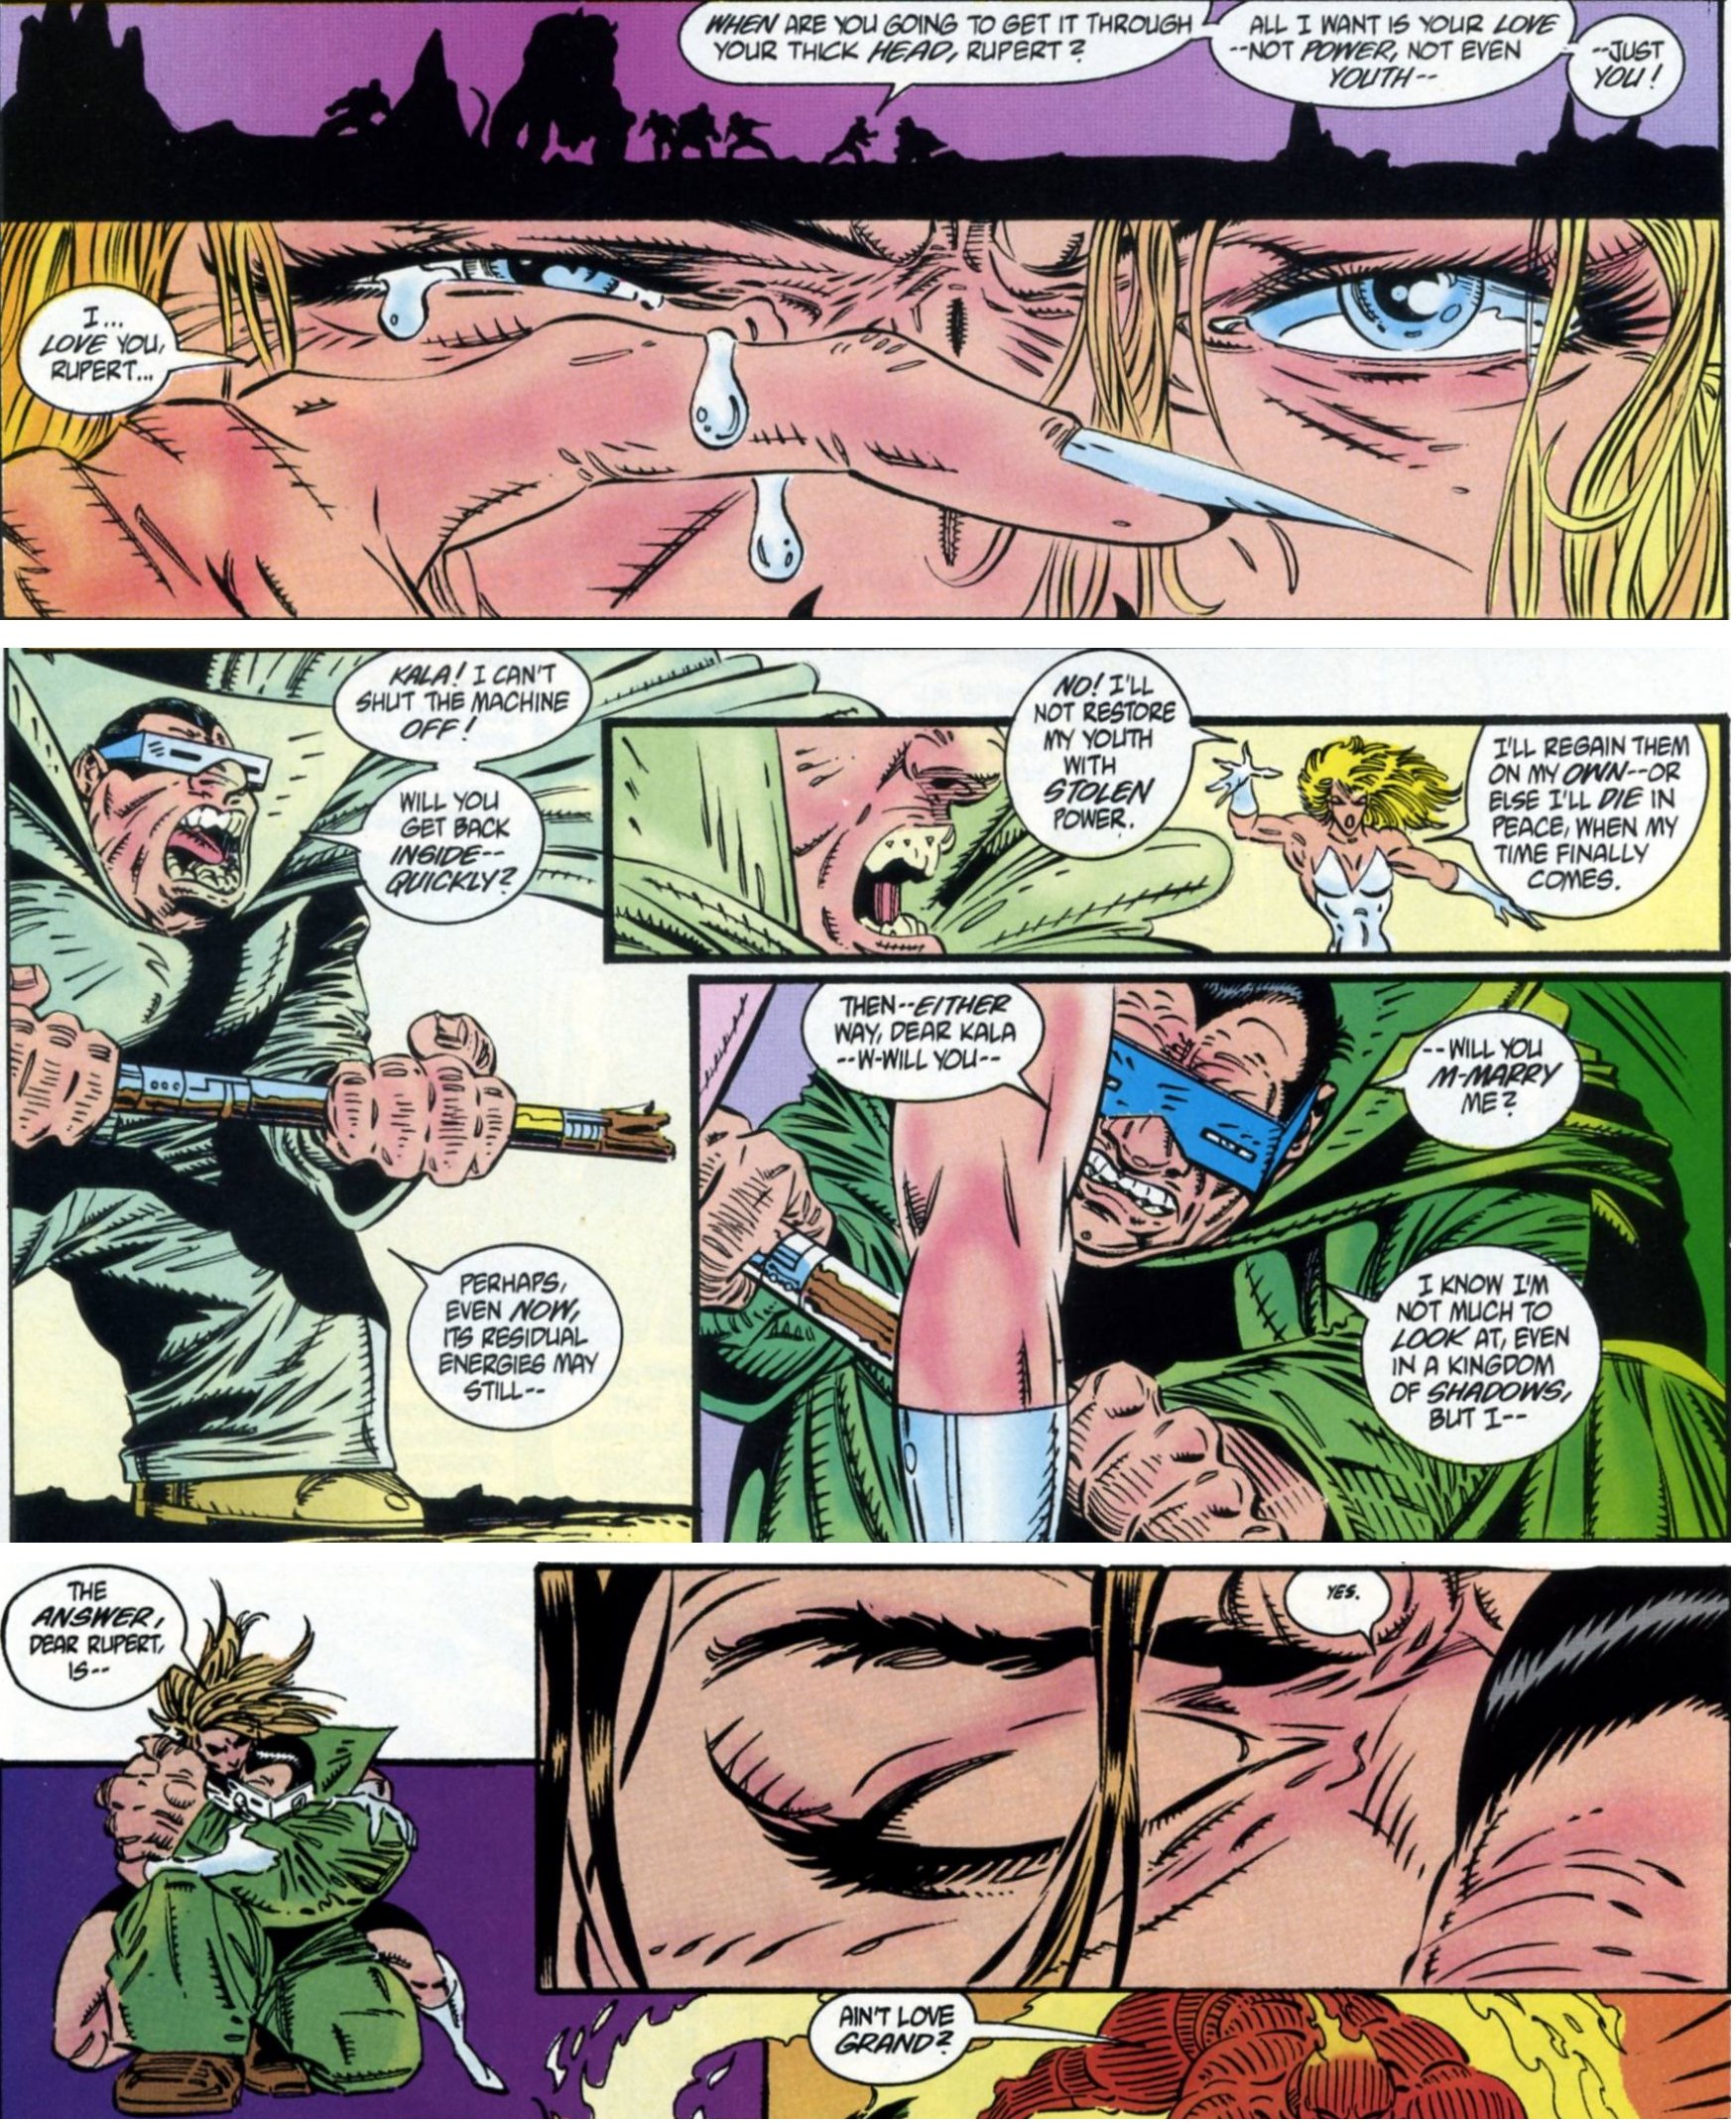 WHEN ARE YOU GOING TO GET IT THROUGH
YOUR THICK HEAD, RUPERT?
ALL I WANT IS YOUR LOVE
--NOT POWER, NOT EVEN
YOUTH--
--JUST
YOU!
I...
LOVE YOU,
RUPERT...
KALA! I CAN'T
SHUT THE MACHINE
OFF!
WILL YOU
GET BACK
INSIDE--
QUICKLY?
PERHAPS,
EVEN NOW,
ITS RESIDUAL
ENERGIES MAY
STILL--
NO! I'LL
NOT RESTORE
MY YOUTH
WITH
STOLEN
POWER.
I'LL REGAIN THEM
ON MY OWN--OR
ELSE I'LL DIE IN
PEACE, WHEN MY
TIME FINALLY
COMES.
THEN--EITHER
WAY, DEAR KALA
--W-WILL YOU--
--WILL YOU
M-MARRY
ME?
I KNOW I'M
NOT MUCH TO
LOOK AT, EVEN
IN A KINGDOM
OF SHADOWS,
BUT I--
THE
ANSWER,
DEAR RUPERT,
IS--
YES.
AIN'T LOVE
GRAND?